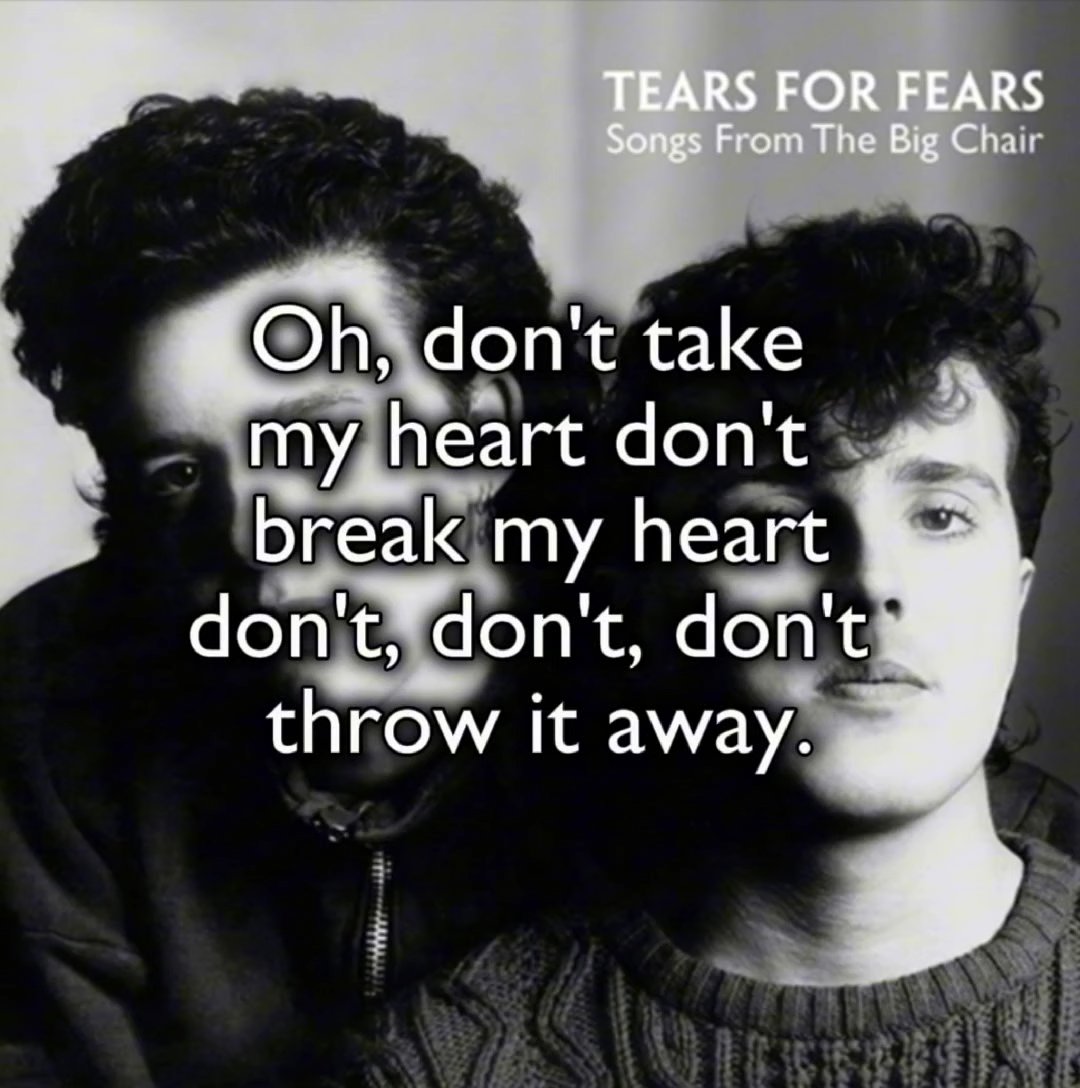 TEARS FOR FEARS
Songs From The Big Chair
Oh, don't take
my heart don't
break my heart
don't, don't, don't
throw it away.